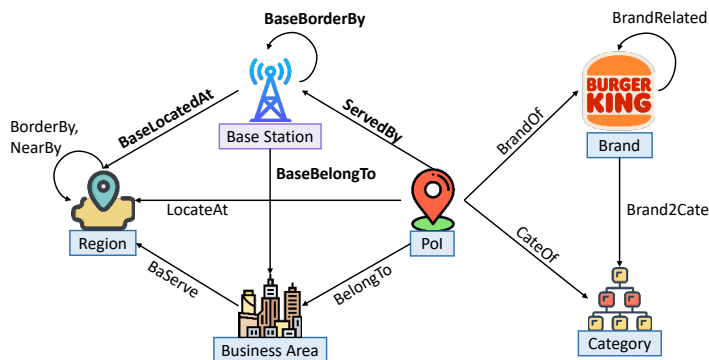 BaseBorderBy
BrandRelated
BURGER
KING
BaseLocatedAt
ServedBy
BorderBy,
NearBy
Base Station
BrandOf
Brand
BaseBelongTo
LocateAt
Brand2Cate
Region
PoI
CateOf
BaServe
BelongTo
Business Area
Category